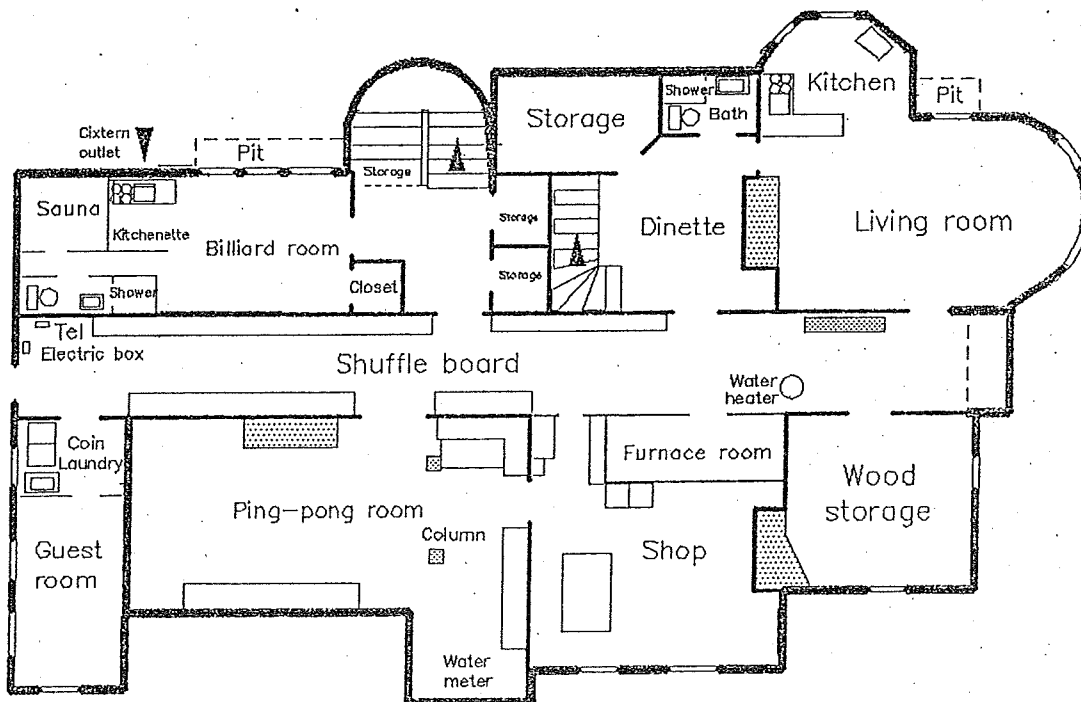 Kitchen
Shower
Bath
Pit
Storage
Cixtern
outlet
Pit
Storage
Sauna
Kitchenette
Billiard room
Storage
Dinette
Living room
Storage
Closet
Shower
Tel
Electric box
Shuffle board
Water
heater
Coin
Laundry
Furnace room
Wood
storage
Ping-pong room
Column
Shop
Guest
room
Water
meter